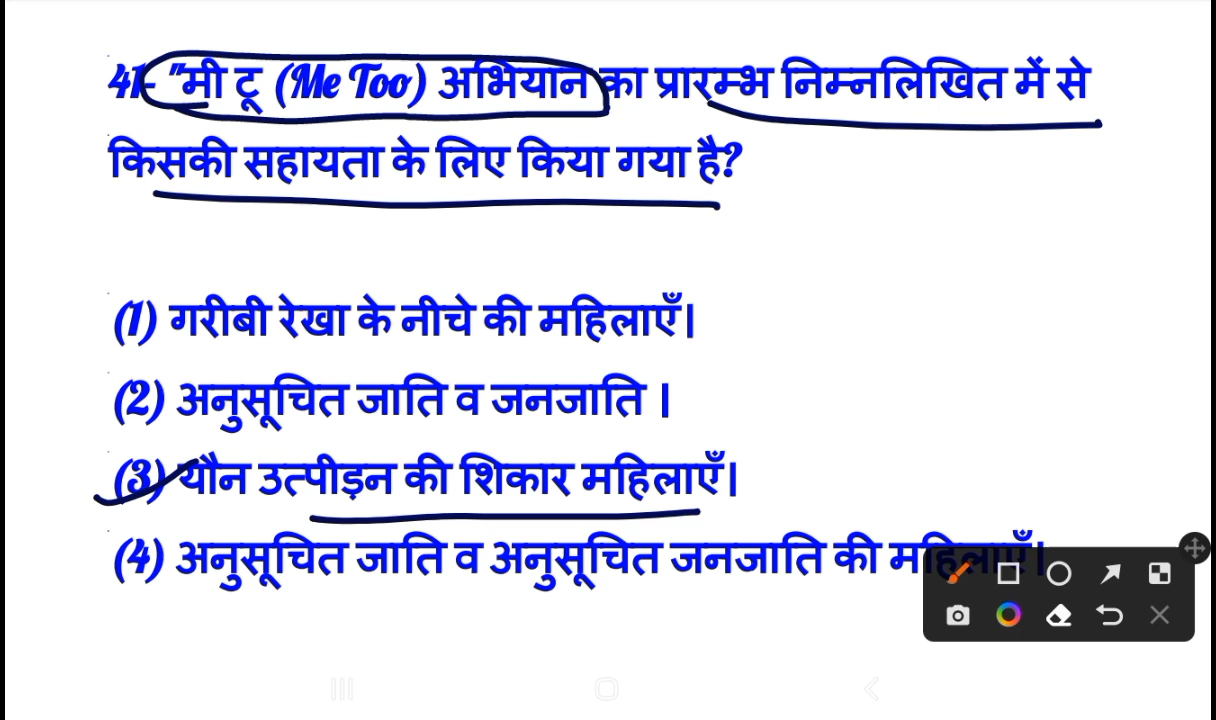 41- "मी टू (Me Too) अभियान का प्रारम्भ निम्नलिखित में से
किसकी सहायता के लिए किया गया है?
(1) गरीबी रेखा के नीचे की महिलाएँ।
(2) अनुसूचित जाति व जनजाति ।
(3) यौन उत्पीड़न की शिकार महिलाएँ।
(4) अनुसूचित जाति व अनुसूचित जनजाति की महिलाएँ।